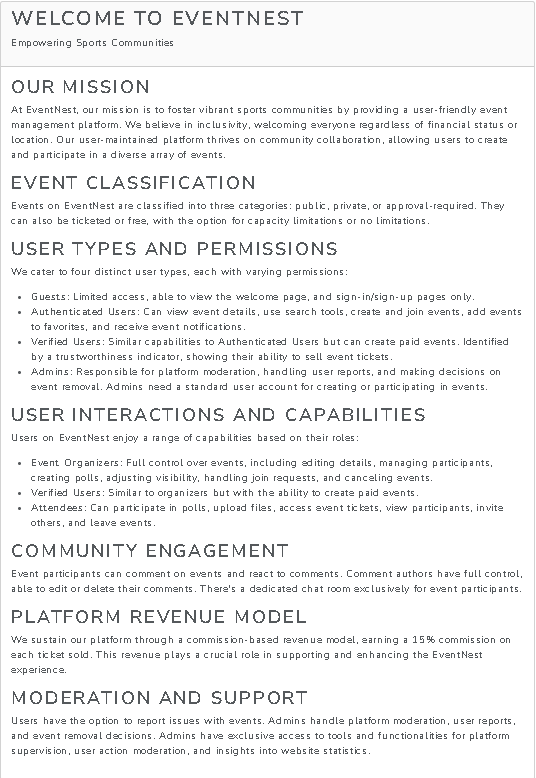 WELCOME TO EVENTNEST
Empowering Sports Communities
OUR MISSION
At EventNest, our mission is to foster vibrant sports communities by providing a user-friendly event
management platform. We believe in inclusivity, welcoming everyone regardless of financial status or
location. Our user-maintained platform thrives on community collaboration, allowing users to create
and participate in a diverse array of events.
EVENT CLASSIFICATION
Events on EventNest are classified into three categories: public, private, or approval-required. They
can also be ticketed or free, with the option for capacity limitations or no limitations.
USER TYPES AND PERMISSIONS
We cater to four distinct user types, each with varying permissions:
• Guests: Limited access, able to view the welcome page, and sign-in/sign-up pages only.
• Authenticated Users: Can view event details, use search tools, create and join events, add events
to favorites, and receive event notifications.
• Verified Users: Similar capabilities to Authenticated Users but can create paid events. Identified
by a trustworthiness indicator, showing their ability to sell event tickets.
• Admins: Responsible for platform moderation, handling user reports, and making decisions on
event removal. Admins need a standard user account for creating or participating in events.
USER INTERACTIONS AND CAPABILITIES
Users on EventNest enjoy a range of capabilities based on their roles:
• Event Organizers: Full control over events, including editing details, managing participants,
creating polls, adjusting visibility, handling join requests, and canceling events.
• Verified Users: Similar to organizers but with the ability to create paid events.
• Attendees: Can participate in polls, upload files, access event tickets, view participants, invite
others, and leave events.
COMMUNITY ENGAGEMENT
Event participants can comment on events and react to comments. Comment authors have full control,
able to edit or delete their comments. There's a dedicated chat room exclusively for event participants.
PLATFORM REVENUE MODEL
We sustain our platform through a commission-based revenue model, earning a 15% commission on
each ticket sold. This revenue plays a crucial role in supporting and enhancing the EventNest
experience.
MODERATION AND SUPPORT
Users have the option to report issues with events. Admins handle platform moderation, user reports,
and event removal decisions. Admins have exclusive access to tools and functionalities for platform
supervision, user action moderation, and insights into website statistics.